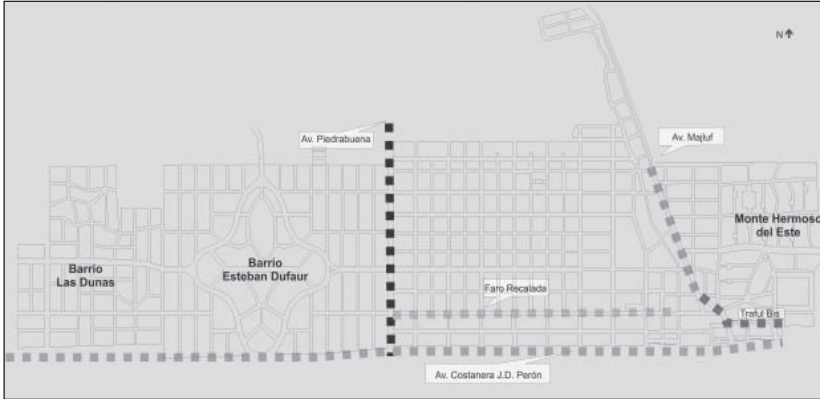 N
Av. Piedrabuena
Av. Majluf
Monte Hermoso
del Este
Barrio
Las Dunas
Barrio
Esteban Dufaur
Faro Recalada
Traful Bis
Av. Costanera J.D. Perón